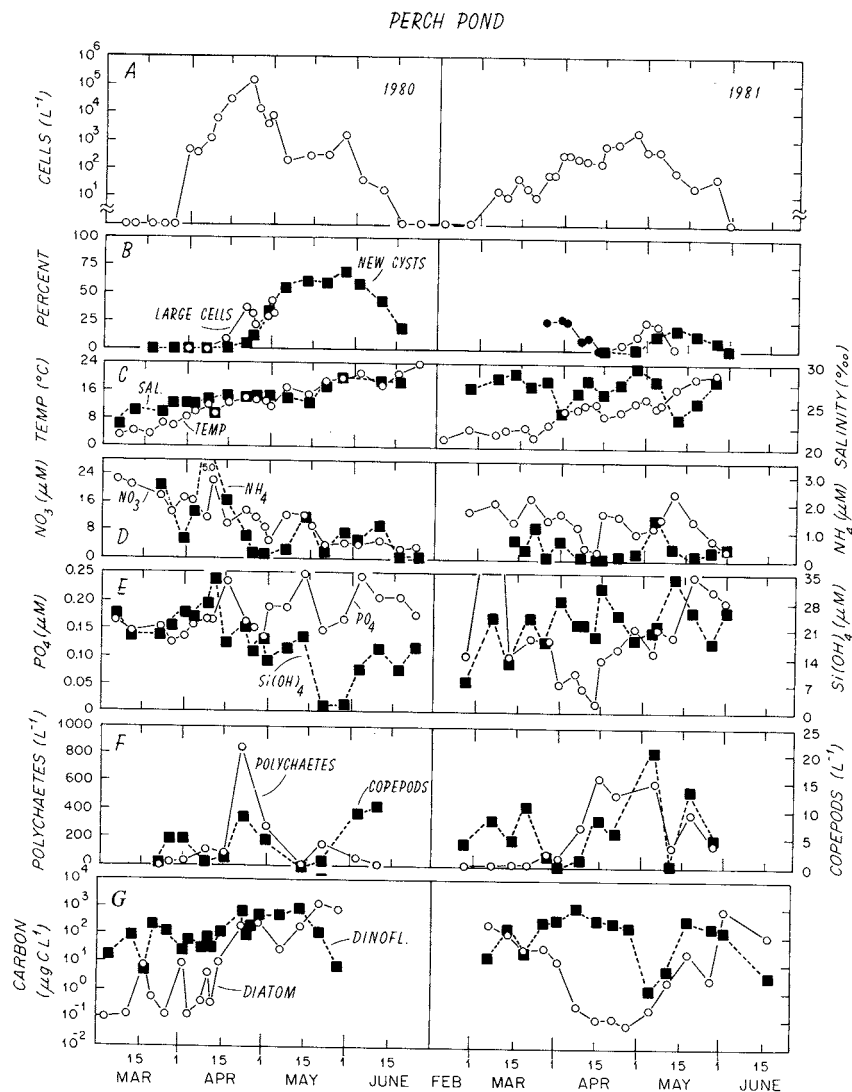 PERCH POND
A
1980
1981
CELLS (L⁻¹)
10⁶
10⁵
10⁴
10³
10²
10¹
B
NEW CYSTS
LARGE CELLS
PERCENT
100
75
50
25
0
C
SAL.
TEMP
TEMP (°C)
24
16
8
0
SALINITY (‰)
30
25
20
D
NO₃
NH₄
50
NO₃ (µM)
24
16
8
0
NH₄ (µM)
3.0
2.0
1.0
0
E
PO₄
Si(OH)₄
PO₄ (µM)
0.25
0.20
0.15
0.10
0.05
0
Si(OH)₄ (µM)
35
28
21
14
7
0
F
POLYCHAETES
COPEPODS
POLYCHAETES (L⁻¹)
1000
800
600
400
200
0
COPEPODS (L⁻¹)
25
20
15
10
5
0
G
DINOFL.
DIATOM
CARBON
(µg C L⁻¹)
10⁴
10³
10²
10¹
10⁰
10⁻¹
10⁻²
15 1 15 1 15 1 15 15 1 15 1 15 1 15
MAR APR MAY JUNE FEB MAR APR MAY JUNE